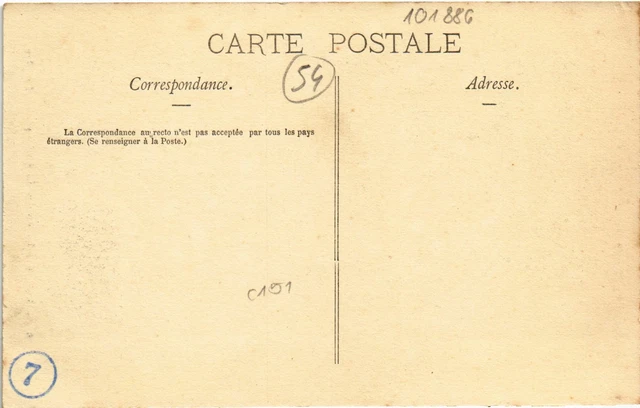 101886
CARTE POSTALE
54
Correspondance.
Adresse.
La Correspondance au recto n'est pas acceptée par tous les pays
étrangers. (Se renseigner à la Poste.)
C191
7